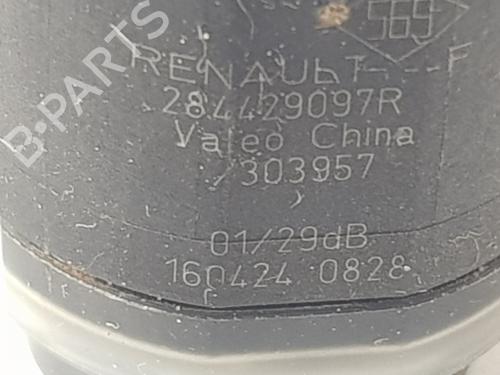 569
RENAULT---F
284429097R
Valeo China
303957
01/29dB
160424 0828
B-PARTS